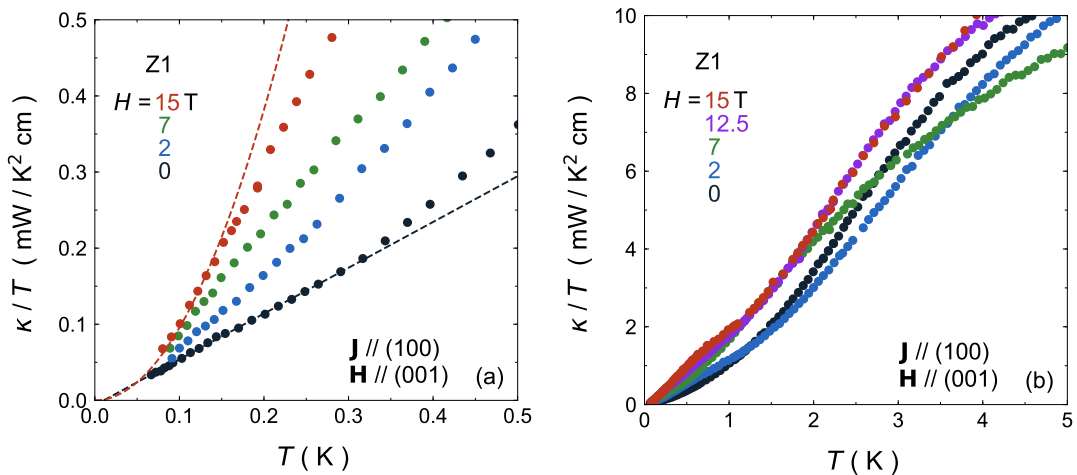 0.5
0.4
0.3
0.2
0.1
0.0
κ / T ( mW / K² cm )
Z1
H = 15 T
7
2
0
J // (100)
H // (001)
(a)
0.0 0.1 0.2 0.3 0.4 0.5
T ( K )
10
8
6
4
2
0
κ / T ( mW / K² cm )
Z1
H = 15 T
12.5
7
2
0
J // (100)
H // (001)
(b)
0 1 2 3 4 5
T ( K )